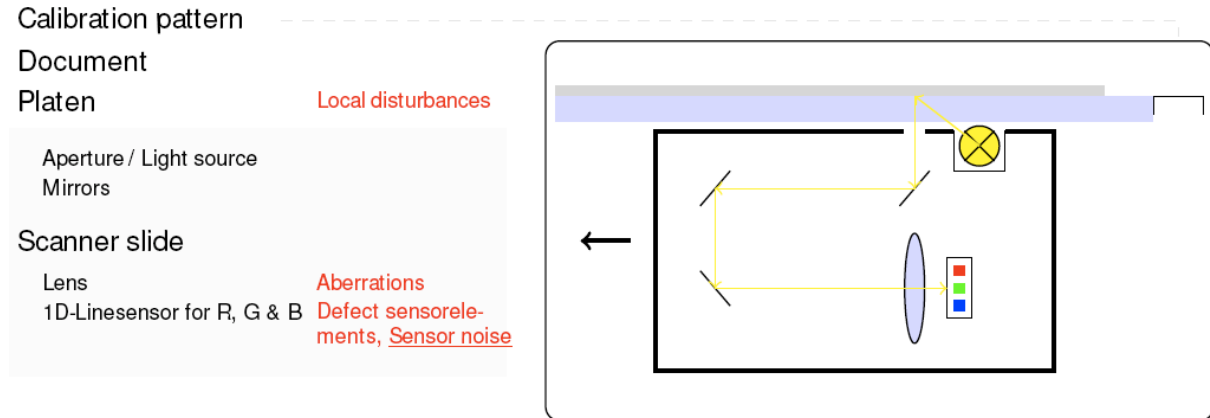 Calibration pattern
Document
Platen
Local disturbances
Aperture / Light source
Mirrors
Scanner slide
Lens
Aberrations
1D-Linesensor for R, G & B
Defect sensorele-
ments, Sensor noise